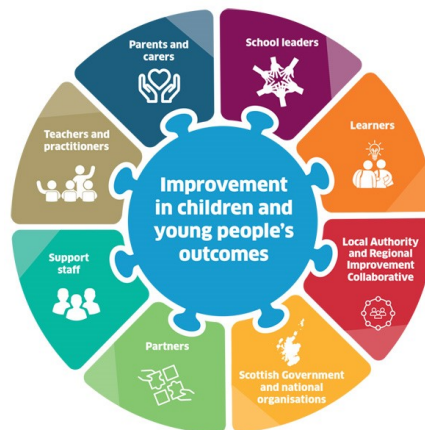 Parents and
carers
School leaders
Teachers and
practitioners
Learners
Improvement
in children and
young people's
outcomes
Local Authority
and Regional
Improvement
Collaborative
Support
staff
Partners
Scottish Government
and national
organisations